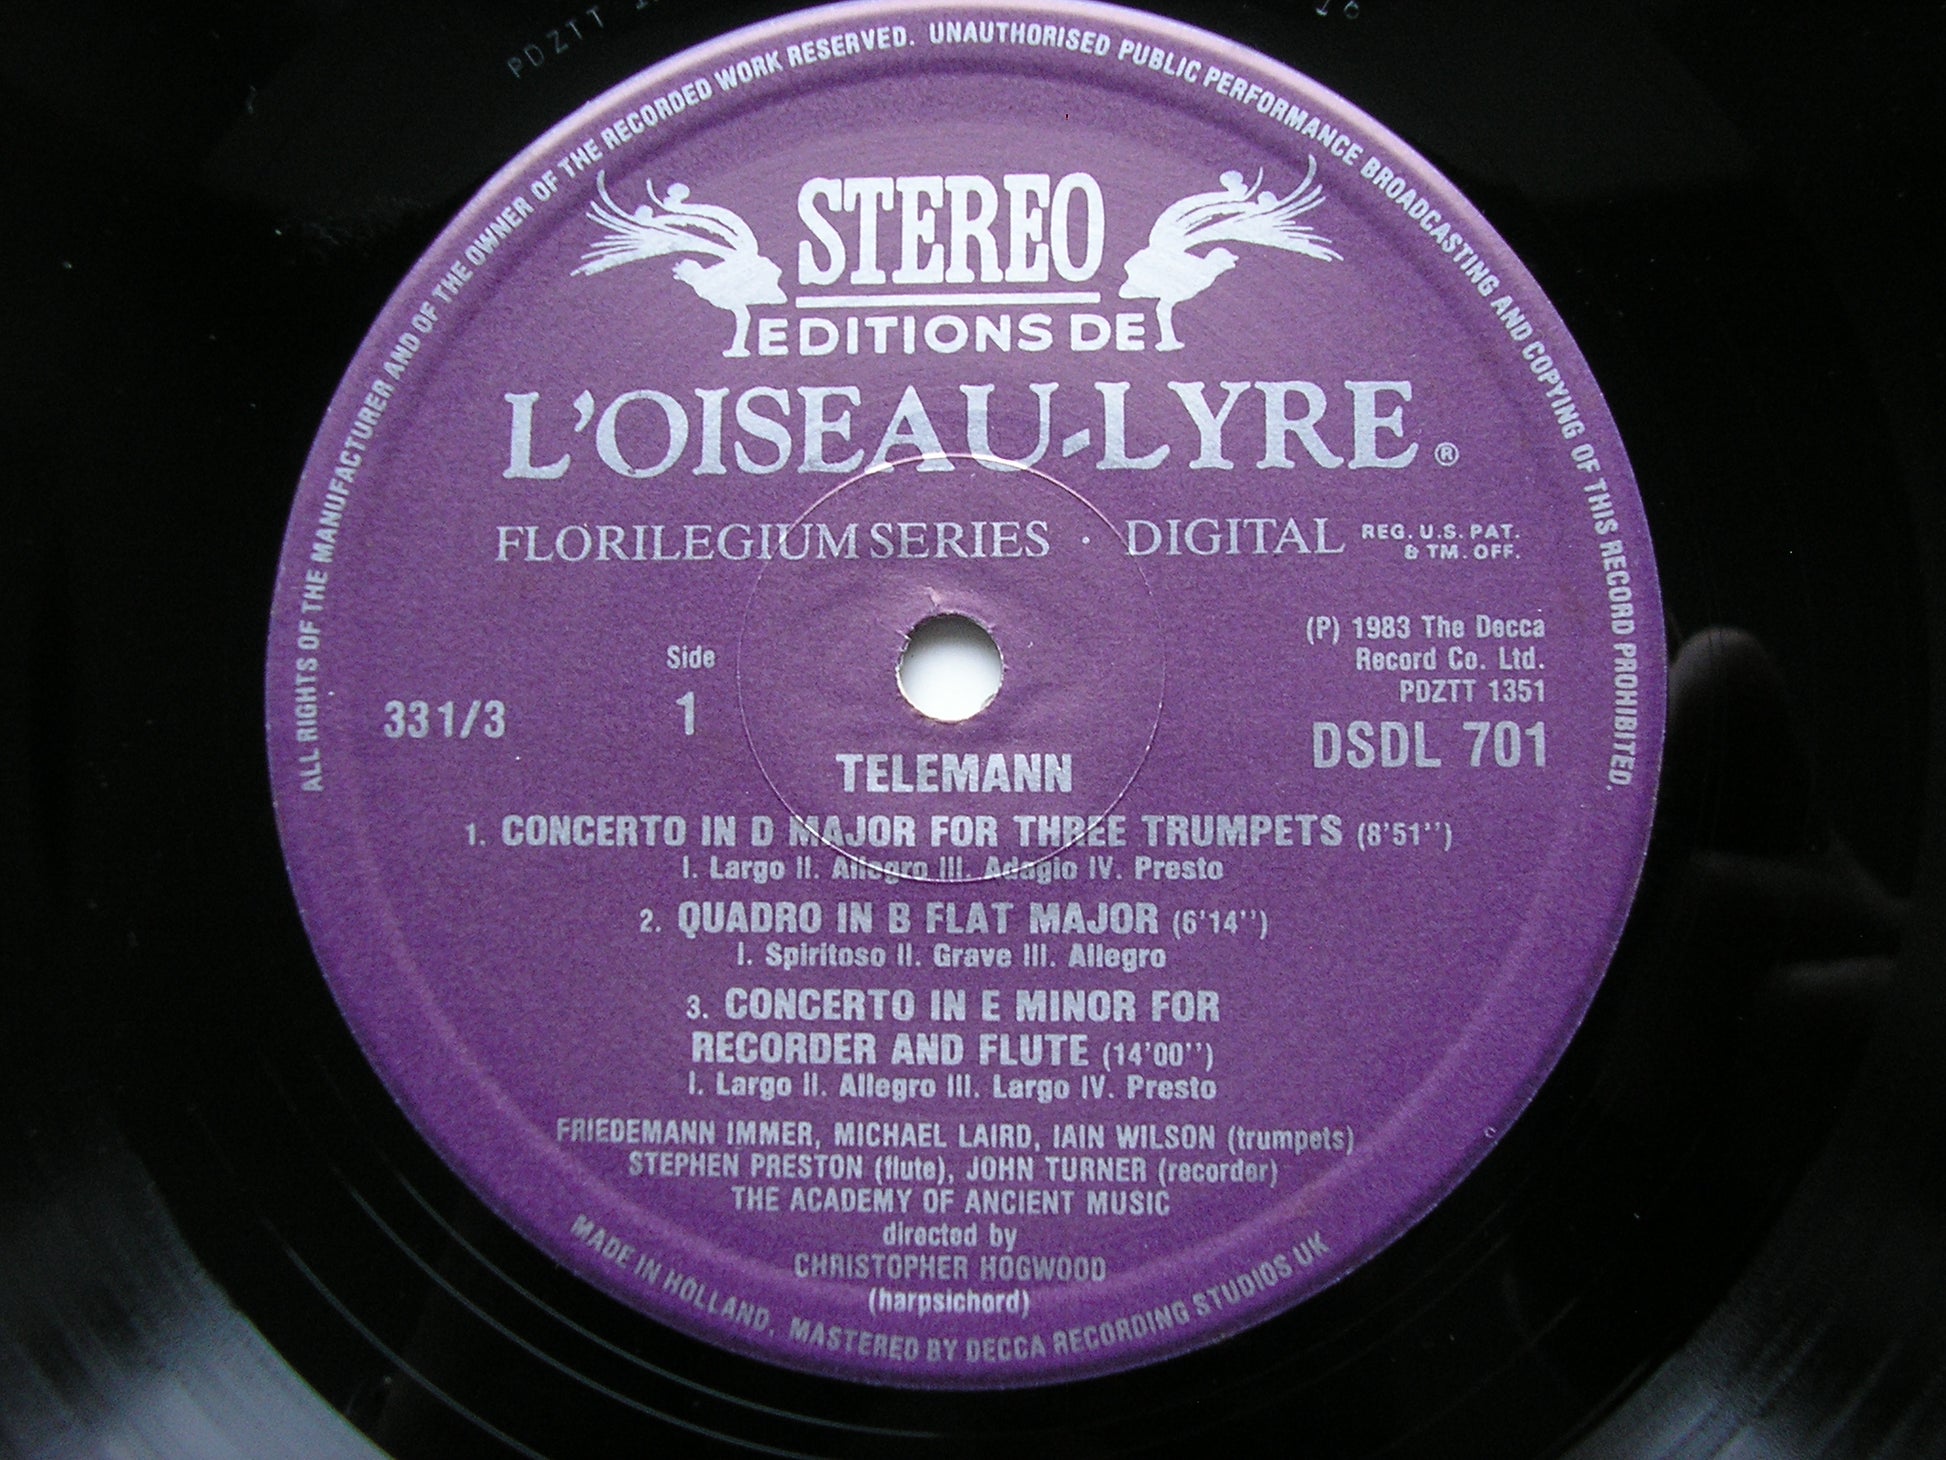 PDZTT 1
ALL RIGHTS OF THE MANUFACTURER AND OF THE OWNER OF THE RECORDED WORK RESERVED. UNAUTHORISED PUBLIC PERFORMANCE BROADCASTING AND COPYING OF THIS RECORD PROHIBITED.
STEREO
EDITIONS DE
L'OISEAU-LYRE ®
FLORILEGIUM SERIES · DIGITAL REG. U.S. PAT.
& TM. OFF.
(P) 1983 The Decca
Record Co. Ltd.
PDZTT 1351
DSDL 701
Side
1
33 1/3
TELEMANN
1. CONCERTO IN D MAJOR FOR THREE TRUMPETS (8'51'')
I. Largo II. Allegro III. Adagio IV. Presto
2. QUADRO IN B FLAT MAJOR (6'14'')
I. Spiritoso II. Grave III. Allegro
3. CONCERTO IN E MINOR FOR
RECORDER AND FLUTE (14'00'')
I. Largo II. Allegro III. Largo IV. Presto
FRIEDEMANN IMMER, MICHAEL LAIRD, IAIN WILSON (trumpets)
STEPHEN PRESTON (flute), JOHN TURNER (recorder)
THE ACADEMY OF ANCIENT MUSIC
directed by
CHRISTOPHER HOGWOOD
(harpsichord)
MADE IN HOLLAND. MASTERED BY DECCA RECORDING STUDIOS UK